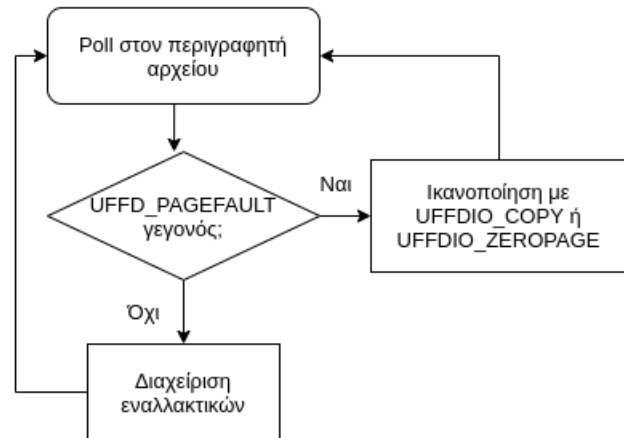 Poll στον περιγραφητή
αρχείου
UFFD_PAGEFAULT
γεγονός;
Ναι
Ικανοποίηση με
UFFDIO_COPY ή
UFFDIO_ZEROPAGE
Όχι
Διαχείριση
εναλλακτικών